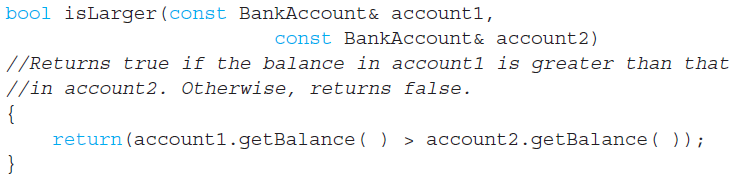 bool isLarger(const BankAccount& account1,
                       const BankAccount& account2)
//Returns true if the balance in account1 is greater than that
//in account2. Otherwise, returns false.
{
    return(account1.getBalance( ) > account2.getBalance( ));
}